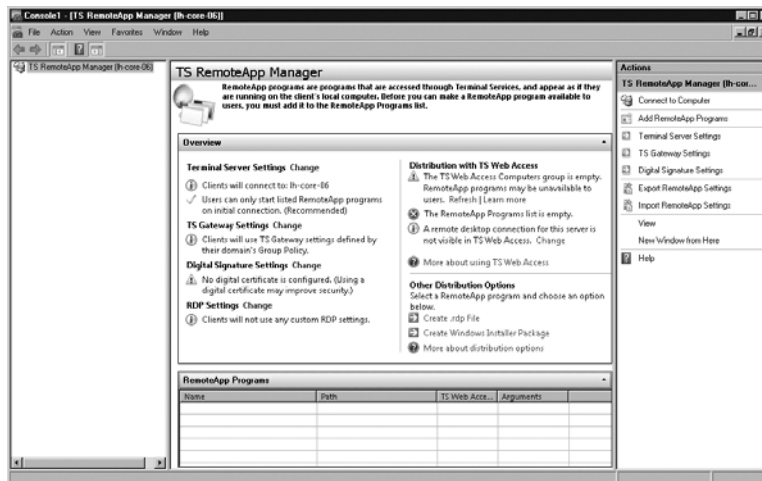 Console1 - [TS RemoteApp Manager (lh-core-06)]
File Action View Favorites Window Help
TS RemoteApp Manager (lh-core-06)
TS RemoteApp Manager
RemoteApp programs are programs that are accessed through Terminal Services, and appear as if they
are running on the client's local computer. Before you can make a RemoteApp program available to
users, you must add it to the RemoteApp Programs list.
Overview
Terminal Server Settings Change
Clients will connect to: lh-core-06
Users can only start listed RemoteApp programs
on initial connection. (Recommended)
TS Gateway Settings Change
Clients will use TS Gateway settings defined by
their domain's Group Policy.
Digital Signature Settings Change
No digital certificate is configured. (Using a
digital certificate may improve security.)
RDP Settings Change
Clients will not use any custom RDP settings.
Distribution with TS Web Access
The TS Web Access Computers group is empty.
RemoteApp programs may be unavailable to
users. Refresh | Learn more
The RemoteApp Programs list is empty.
A remote desktop connection for this server is
not visible in TS Web Access. Change
More about using TS Web Access
Other Distribution Options
Select a RemoteApp program and choose an option
below.
Create .rdp File
Create Windows Installer Package
More about distribution options
RemoteApp Programs
Name Path TS Web Acce... Arguments
Actions
TS RemoteApp Manager (lh-cor...
Connect to Computer
Add RemoteApp Programs
Terminal Server Settings
TS Gateway Settings
Digital Signature Settings
Export RemoteApp Settings
Import RemoteApp Settings
View
New Window from Here
Help